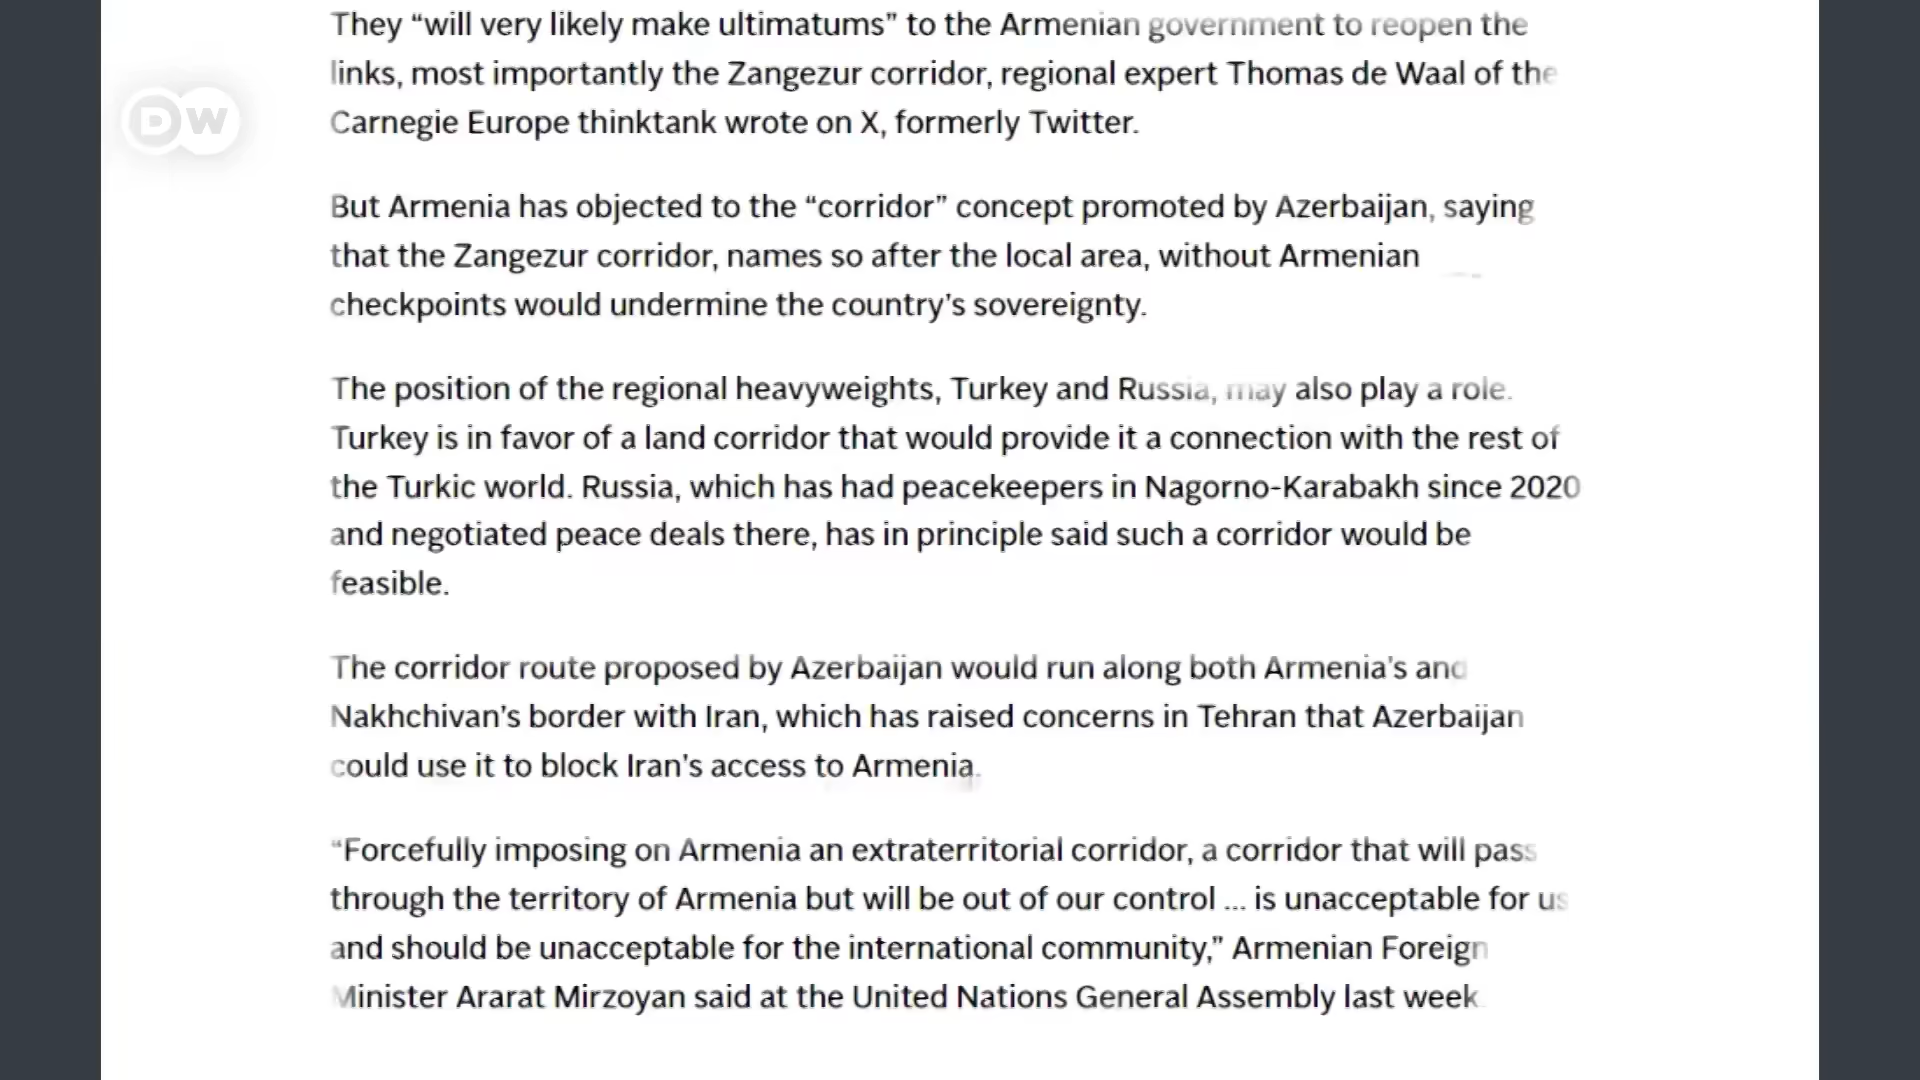 They “will very likely make ultimatums” to the Armenian government to reopen the
links, most importantly the Zangezur corridor, regional expert Thomas de Waal of the
DW
Carnegie Europe thinktank wrote on X, formerly Twitter.
But Armenia has objected to the “corridor” concept promoted by Azerbaijan, saying
that the Zangezur corridor, names so after the local area, without Armenian
checkpoints would undermine the country’s sovereignty.
The position of the regional heavyweights, Turkey and Russia, may also play a role.
Turkey is in favor of a land corridor that would provide it a connection with the rest of
the Turkic world. Russia, which has had peacekeepers in Nagorno-Karabakh since 2020
and negotiated peace deals there, has in principle said such a corridor would be
feasible.
The corridor route proposed by Azerbaijan would run along both Armenia’s and
Nakhchivan’s border with Iran, which has raised concerns in Tehran that Azerbaijan
could use it to block Iran’s access to Armenia.
“Forcefully imposing on Armenia an extraterritorial corridor, a corridor that will pass
through the territory of Armenia but will be out of our control ... is unacceptable for us
and should be unacceptable for the international community,” Armenian Foreign
Minister Ararat Mirzoyan said at the United Nations General Assembly last week.